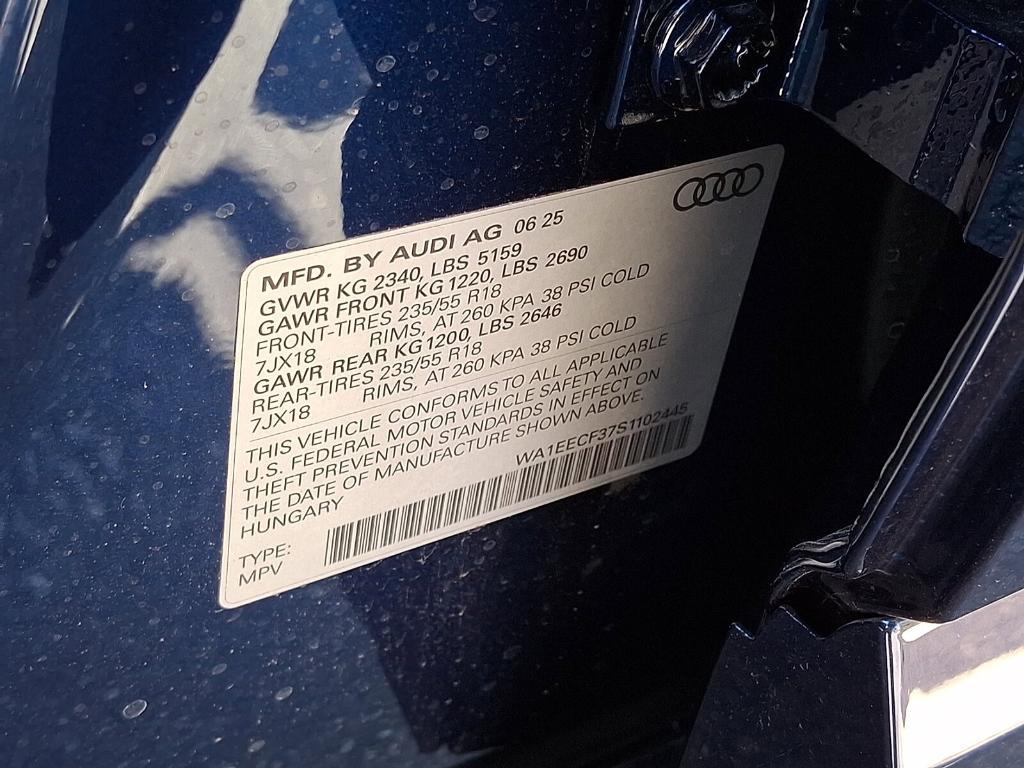 MFD. BY AUDI AG 06 25
GVWR KG 2340, LBS 5159
GAWR FRONT KG 1220, LBS 2690
FRONT-TIRES 235/55 R18
7JX18 RIMS, AT 260 KPA 38 PSI COLD
GAWR REAR KG 1200, LBS 2646
REAR-TIRES 235/55 R18
7JX18 RIMS, AT 260 KPA 38 PSI COLD
THIS VEHICLE CONFORMS TO ALL APPLICABLE
U.S. FEDERAL MOTOR VEHICLE SAFETY AND
THEFT PREVENTION STANDARDS IN EFFECT ON
THE DATE OF MANUFACTURE SHOWN ABOVE.
HUNGARY
WA1EECF37S1102445
TYPE:
MPV